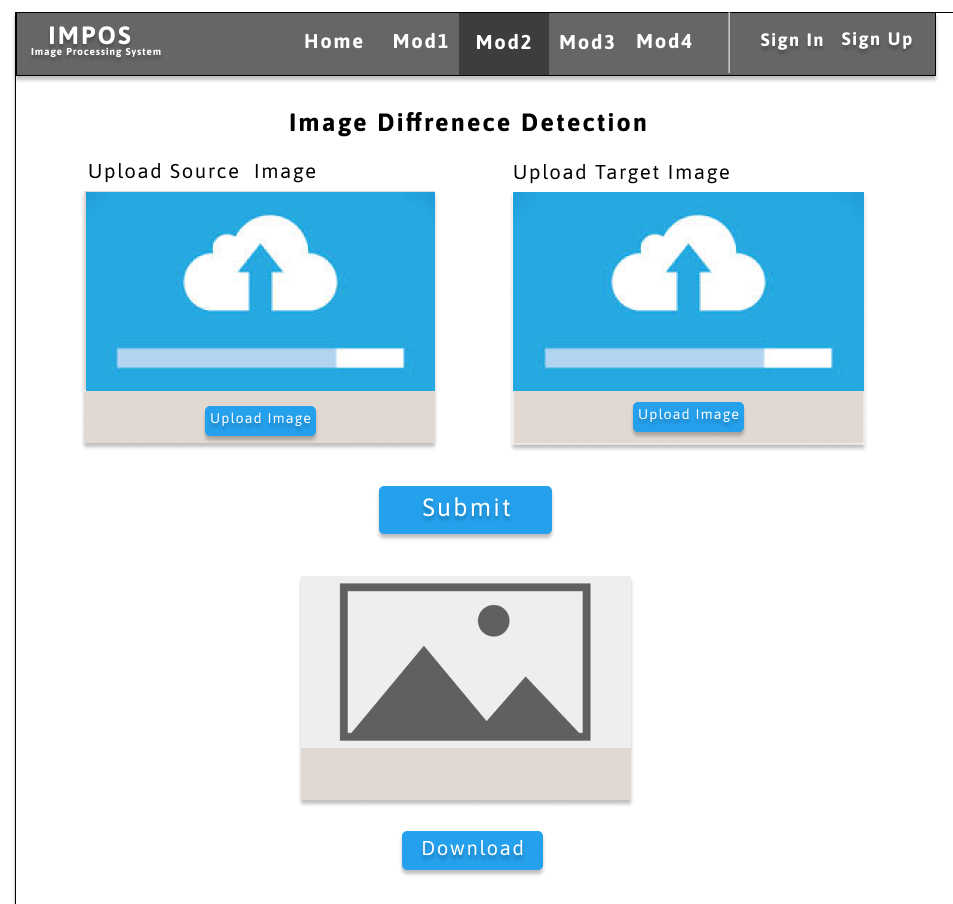 IMPOS
Image Processing System
Home Mod1 Mod2 Mod3 Mod4 Sign In Sign Up
Image Diffrenece Detection
Upload Source Image
Upload Target Image
Upload Image
Upload Image
Submit
Download